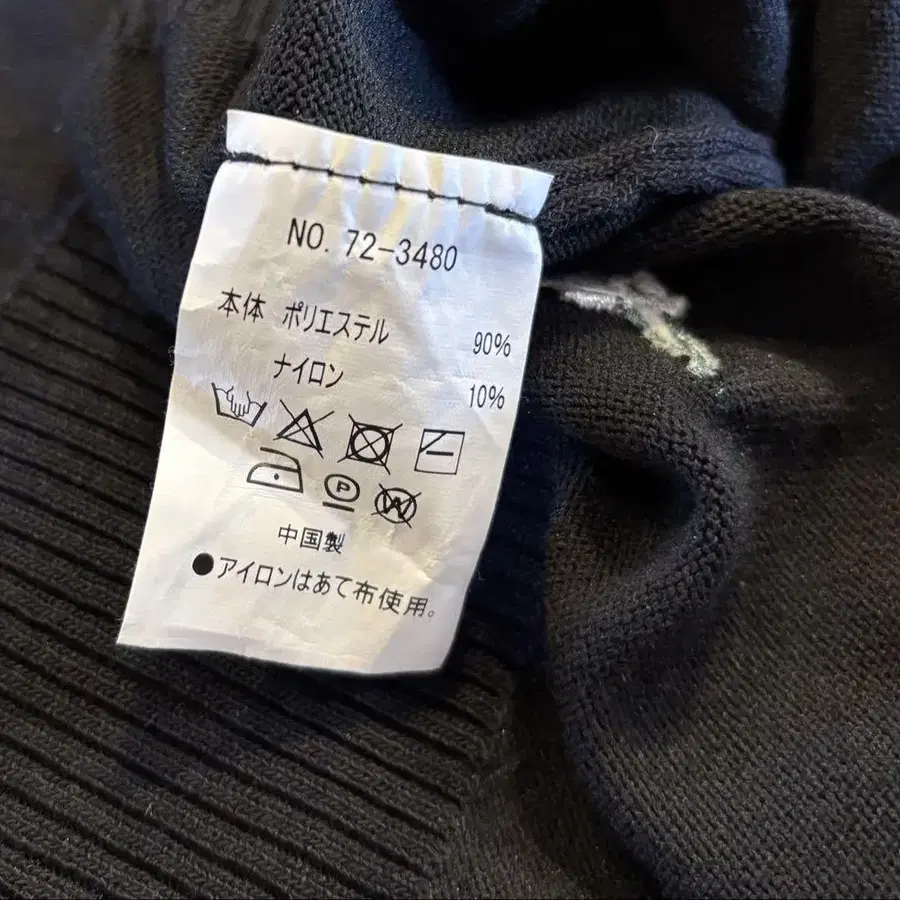 NO. 72-3480
本体 ポリエステル 90%
ナイロン 10%
P
W
中国製
●アイロンはあて布使用。